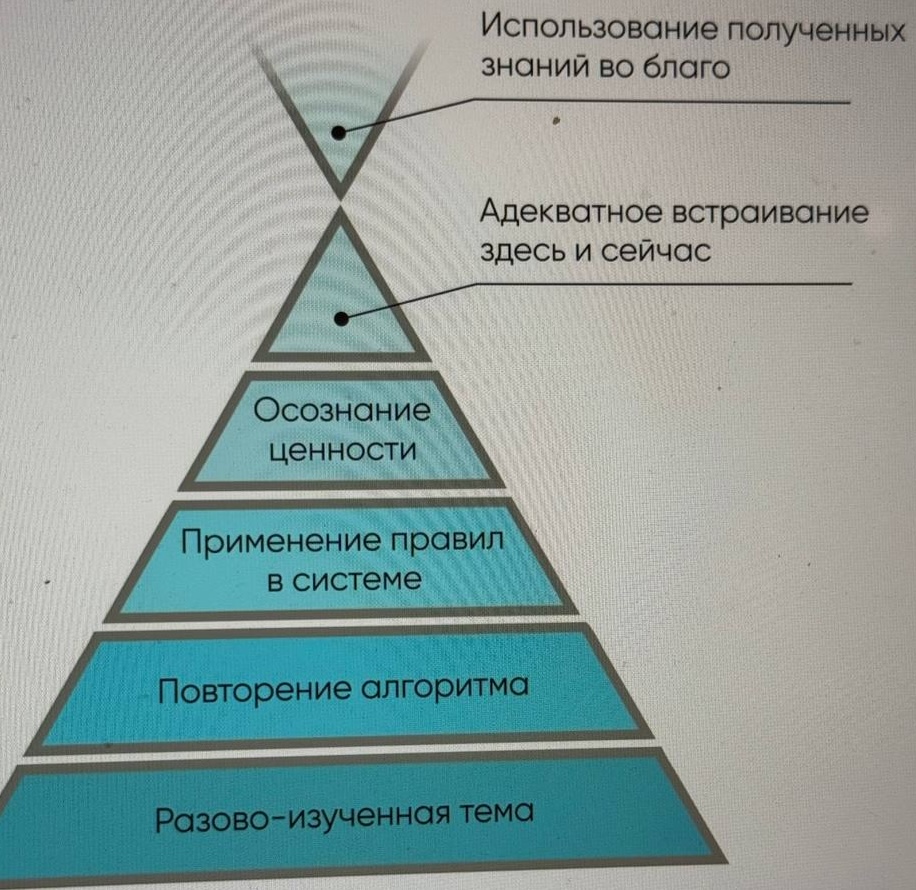 Использование полученных
знаний во благо
Адекватное встраивание
здесь и сейчас
Осознание
ценности
Применение правил
в системе
Повторение алгоритма
Разово-изученная тема